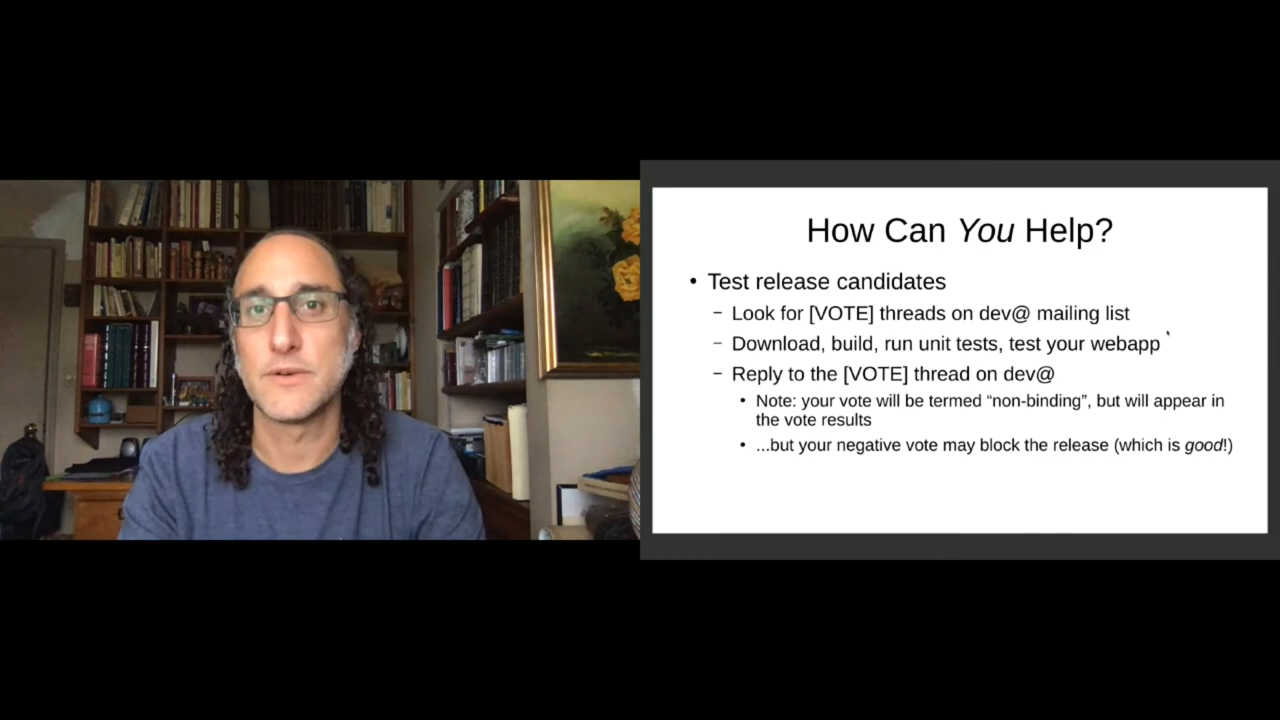 How Can You Help?
• Test release candidates
– Look for [VOTE] threads on dev@ mailing list
– Download, build, run unit tests, test your webapp
– Reply to the [VOTE] thread on dev@
• Note: your vote will be termed “non-binding”, but will appear in
the vote results
• ...but your negative vote may block the release (which is good!)